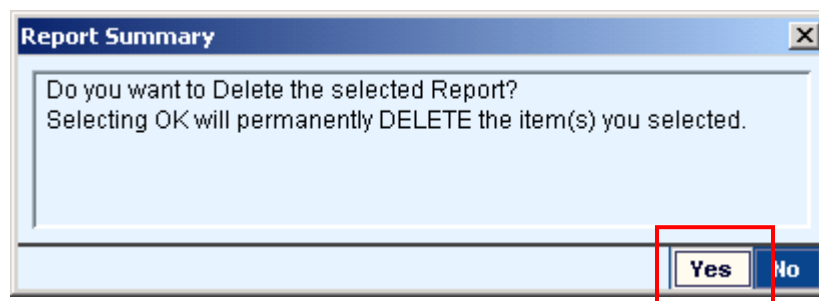 Report Summary
Do you want to Delete the selected Report?
Selecting OK will permanently DELETE the item(s) you selected.
Yes No